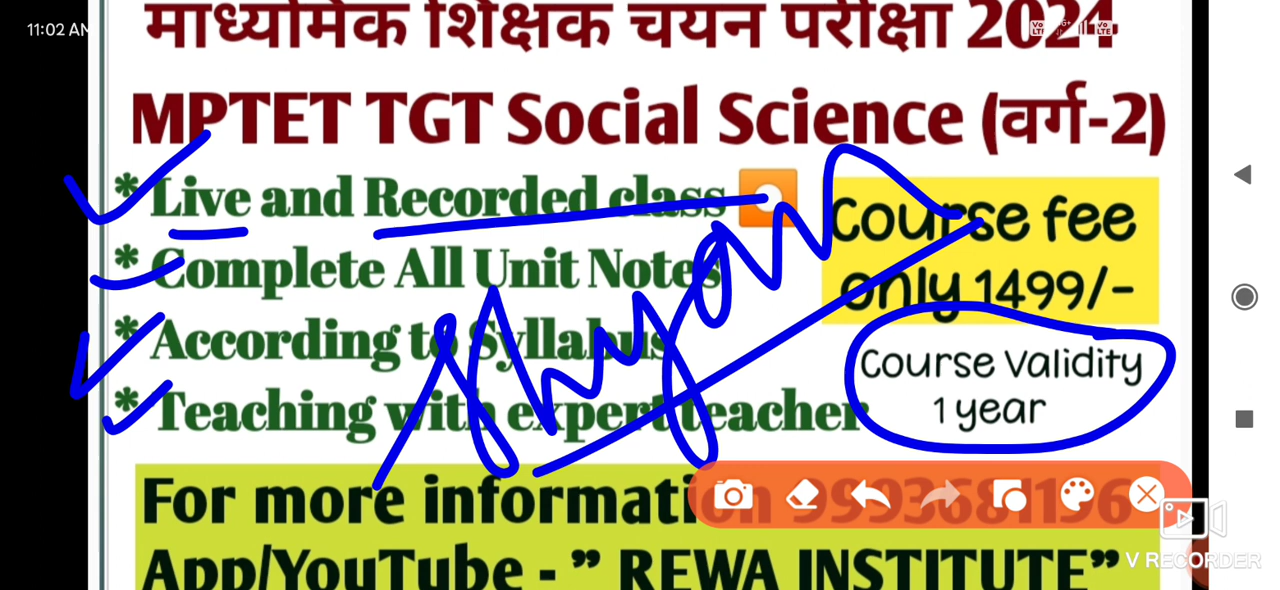 11:02 AM
माध्यमिक शिक्षक चयन परीक्षा 2024
MPTET TGT Social Science (वर्ग-2)
* Live and Recorded class
* Complete All Unit Notes
* According to Syllabus
* Teaching with expert teacher
Course fee
only 1499/-
Course Validity
1 year
Shyam
For more information 9993681196
App/YouTube - ” REWA INSTITUTE”
V RECORDER